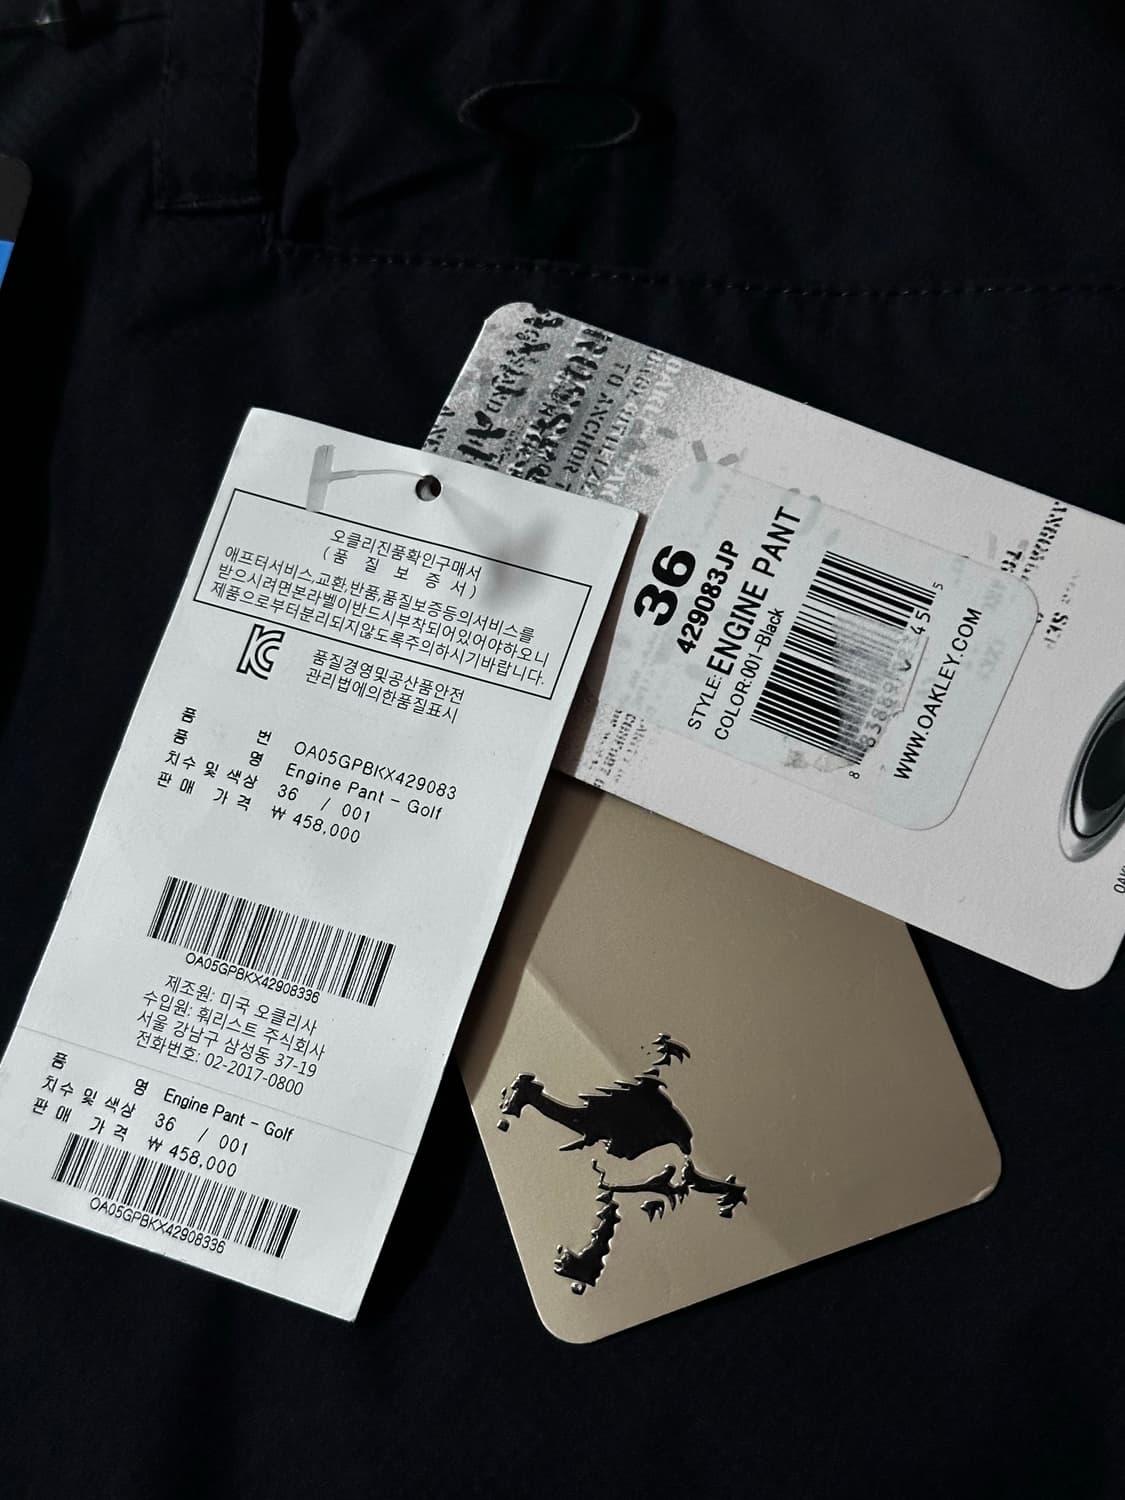 오클리진품확인구매서
(품 질 보 증 서)
애프터서비스,교환,반품,품질보증등의서비스를
받으시려면본라벨이반드시부착되어있어야하오니
제품으로부터분리되지않도록주의하시기바랍니다.
품질경영및공산품안전
관리법에의한품질표시
품 번 OA05GPBKX429083
품 명 Engine Pant - Golf
치수 및 색상 36 / 001
판 매 가 격 ₩ 458,000
OA05GPBKX42908336
제조원: 미국 오클리사
수입원: 훠리스트 주식회사
서울 강남구 삼성동 37-19
전화번호: 02-2017-0800
품 명 Engine Pant - Golf
치수 및 색상 36 / 001
판 매 가 격 ₩ 458,000
OA05GPBKX42908336
36
429083JP
STYLE:ENGINE PANT
COLOR:001-Black
WWW.OAKLEY.COM
TO ANCHOR